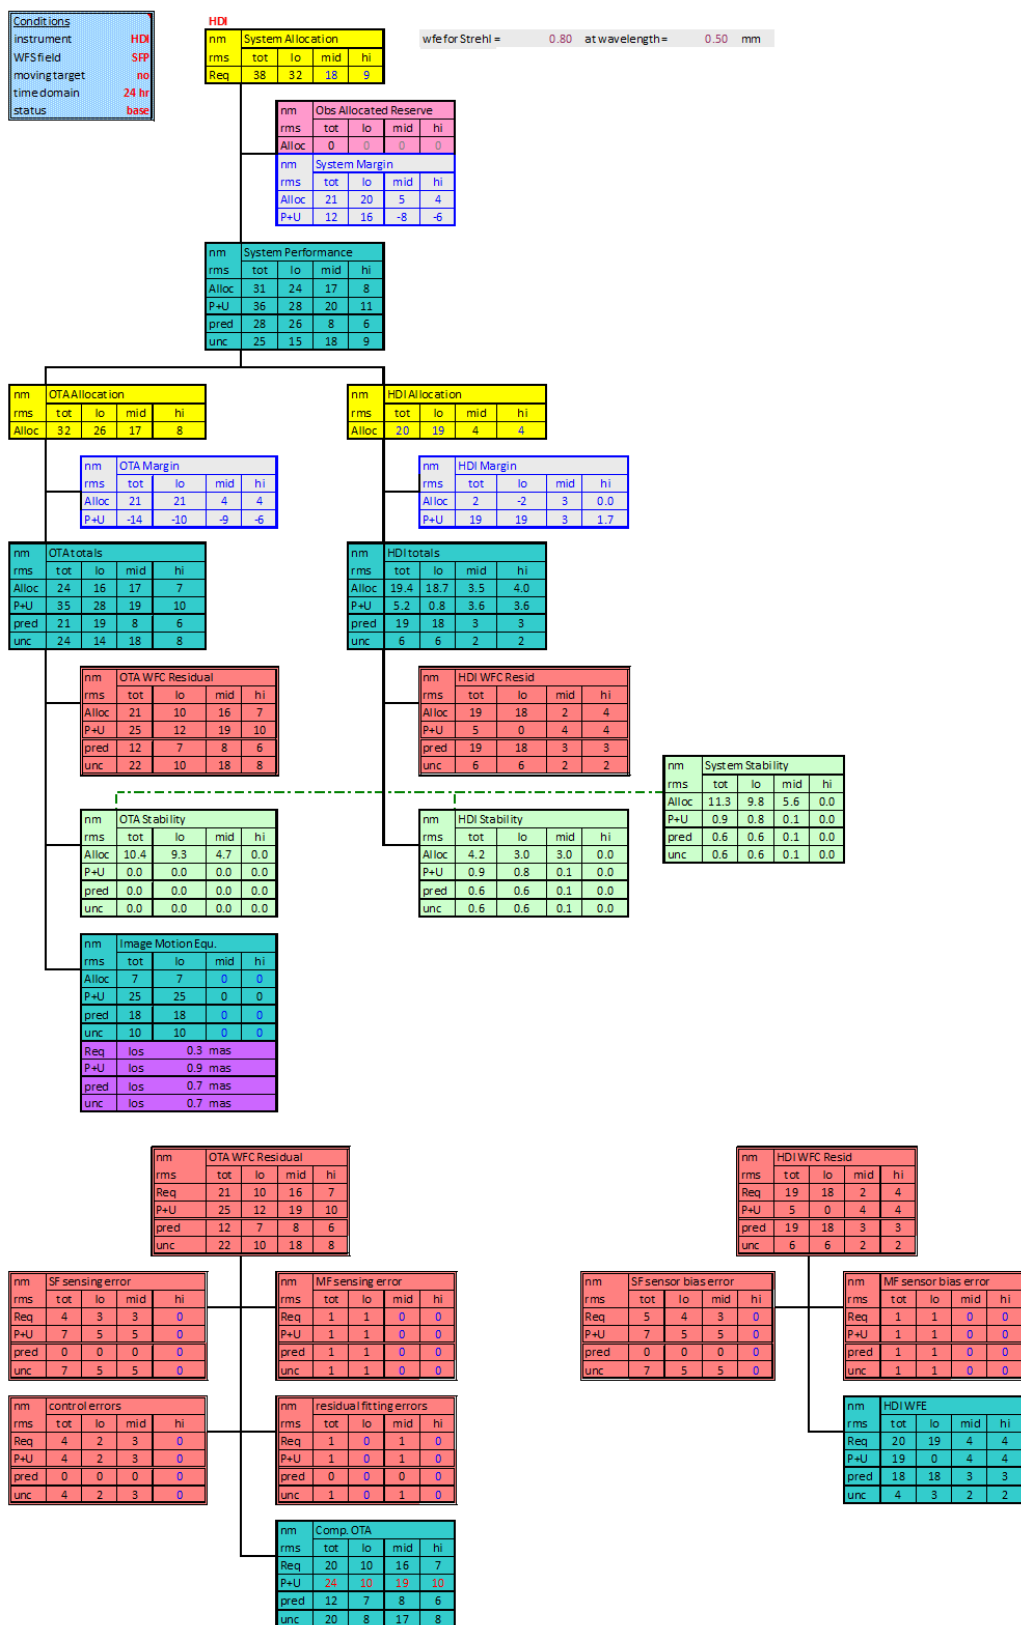 Conditions
instrument HDI
WFS field SFP
moving target no
time domain 24 hr
status base
HDI
nm System Allocation
rms tot lo mid hi
Req 38 32 18 9
wfe for Strehl = 0.80 at wavelength = 0.50 mm
nm Obs Allocated Reserve
rms tot lo mid hi
Alloc 0 0 0 0
nm System Margin
rms tot lo mid hi
Alloc 21 20 5 4
P+U 12 16 -8 -6
nm System Performance
rms tot lo mid hi
Alloc 31 24 17 8
P+U 36 28 20 11
pred 28 26 8 6
unc 25 15 18 9
nm OTA Allocation
rms tot lo mid hi
Alloc 32 26 17 8
nm HDI Allocation
rms tot lo mid hi
Alloc 20 19 4 4
nm OTA Margin
rms tot lo mid hi
Alloc 21 21 4 4
P+U -14 -10 -9 -6
nm HDI Margin
rms tot lo mid hi
Alloc 2 -2 3 0.0
P+U 19 19 3 1.7
nm OTA totals
rms tot lo mid hi
Alloc 24 16 17 7
P+U 35 28 19 10
pred 21 19 8 6
unc 24 14 18 8
nm HDI totals
rms tot lo mid hi
Alloc 19.4 18.7 3.5 4.0
P+U 5.2 0.8 3.6 3.6
pred 19 18 3 3
unc 6 6 2 2
nm OTA WFC Residual
rms tot lo mid hi
Alloc 21 10 16 7
P+U 25 12 19 10
pred 12 7 8 6
unc 22 10 18 8
nm HDI WFC Resid
rms tot lo mid hi
Alloc 19 18 2 4
P+U 5 0 4 4
pred 19 18 3 3
unc 6 6 2 2
nm System Stability
rms tot lo mid hi
Alloc 11.3 9.8 5.6 0.0
P+U 0.9 0.8 0.1 0.0
pred 0.6 0.6 0.1 0.0
unc 0.6 0.6 0.1 0.0
nm OTA Stability
rms tot lo mid hi
Alloc 10.4 9.3 4.7 0.0
P+U 0.0 0.0 0.0 0.0
pred 0.0 0.0 0.0 0.0
unc 0.0 0.0 0.0 0.0
nm HDI Stability
rms tot lo mid hi
Alloc 4.2 3.0 3.0 0.0
P+U 0.9 0.8 0.1 0.0
pred 0.6 0.6 0.1 0.0
unc 0.6 0.6 0.1 0.0
nm Image Motion Equ.
rms tot lo mid hi
Alloc 7 7 0 0
P+U 25 25 0 0
pred 18 18 0 0
unc 10 10 0 0
Req los 0.3 mas
P+U los 0.9 mas
pred los 0.7 mas
unc los 0.7 mas
nm OTA WFC Residual
rms tot lo mid hi
Req 21 10 16 7
P+U 25 12 19 10
pred 12 7 8 6
unc 22 10 18 8
nm HDI WFC Resid
rms tot lo mid hi
Req 19 18 2 4
P+U 5 0 4 4
pred 19 18 3 3
unc 6 6 2 2
nm SF sensing error
rms tot lo mid hi
Req 4 3 3 0
P+U 7 5 5 0
pred 0 0 0 0
unc 7 5 5 0
nm MF sensing error
rms tot lo mid hi
Req 1 1 0 0
P+U 1 1 0 0
pred 1 1 0 0
unc 1 1 0 0
nm SF sensor bias error
rms tot lo mid hi
Req 5 4 3 0
P+U 7 5 5 0
pred 0 0 0 0
unc 7 5 5 0
nm MF sensor bias error
rms tot lo mid hi
Req 1 1 0 0
P+U 1 1 0 0
pred 1 1 0 0
unc 1 1 0 0
nm control errors
rms tot lo mid hi
Req 4 2 3 0
P+U 4 2 3 0
pred 0 0 0 0
unc 4 2 3 0
nm residual fitting errors
rms tot lo mid hi
Req 1 0 1 0
P+U 1 0 1 0
pred 0 0 0 0
unc 1 0 1 0
nm HDI WFE
rms tot lo mid hi
Req 20 19 4 4
P+U 19 0 4 4
pred 18 18 3 3
unc 4 3 2 2
nm Comp. OTA
rms tot lo mid hi
Req 20 10 16 7
P+U 24 10 19 10
pred 12 7 8 6
unc 20 8 17 8